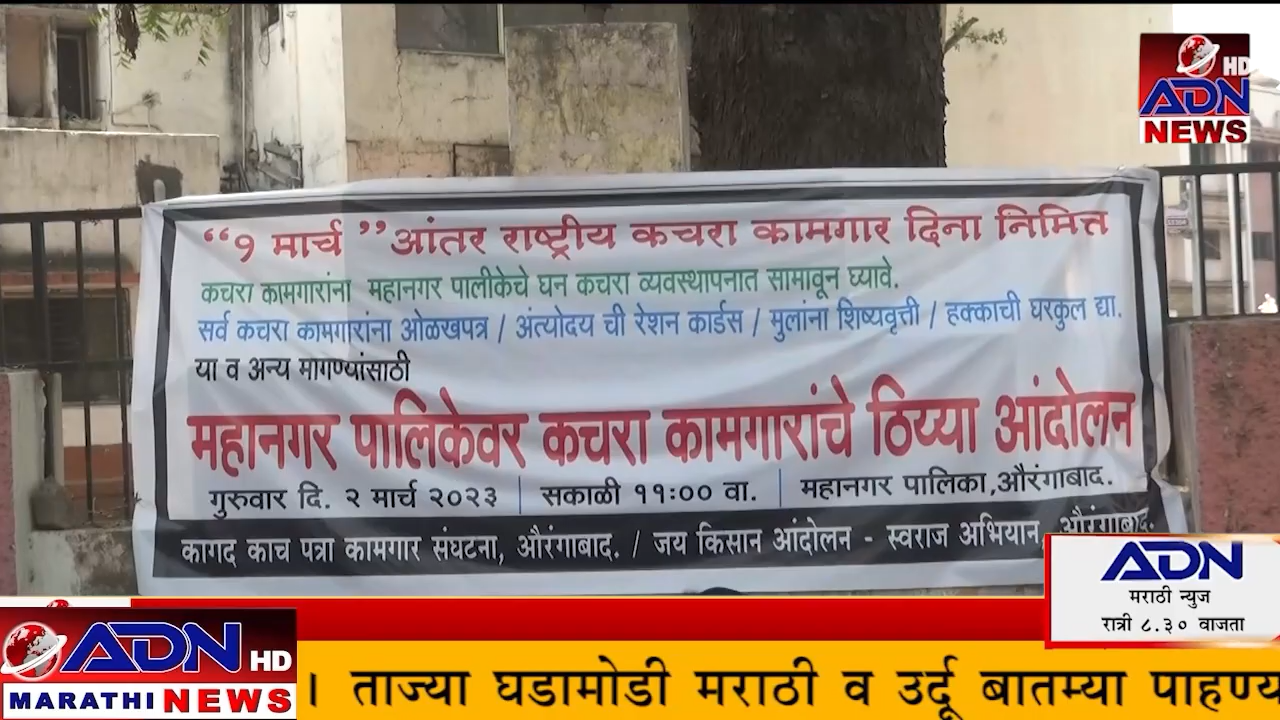 HD
ADN
NEWS
“१ मार्च” आंतर राष्ट्रीय कचरा कामगार दिना निमित्त
कचरा कामगारांना महानगर पालीकेचे घन कचरा व्यवस्थापनात सामावून घ्यावे.
सर्व कचरा कामगारांना ओळखपत्र / अंत्योदय ची रेशन कार्डस / मुलांना शिष्यवृत्ती / हक्काची घरकुल द्या.
या व अन्य मागण्यांसाठी
महानगर पालिकेवर कचरा कामगारांचे ठिय्या आंदोलन
गुरुवार दि. २ मार्च २०२३ | सकाळी ११:०० वा. | महानगर पालिका,औरंगाबाद.
कागद काच पत्रा कामगार संघटना, औरंगाबाद. / जय किसान आंदोलन - स्वराज अभियान, औरंगाबाद.
ADN
मराठी न्युज
रात्री ८.३० वाजता
ADN HD
MARATHI NEWS
। ताज्या घडामोडी मराठी व उर्दू बातम्या पाहण्य